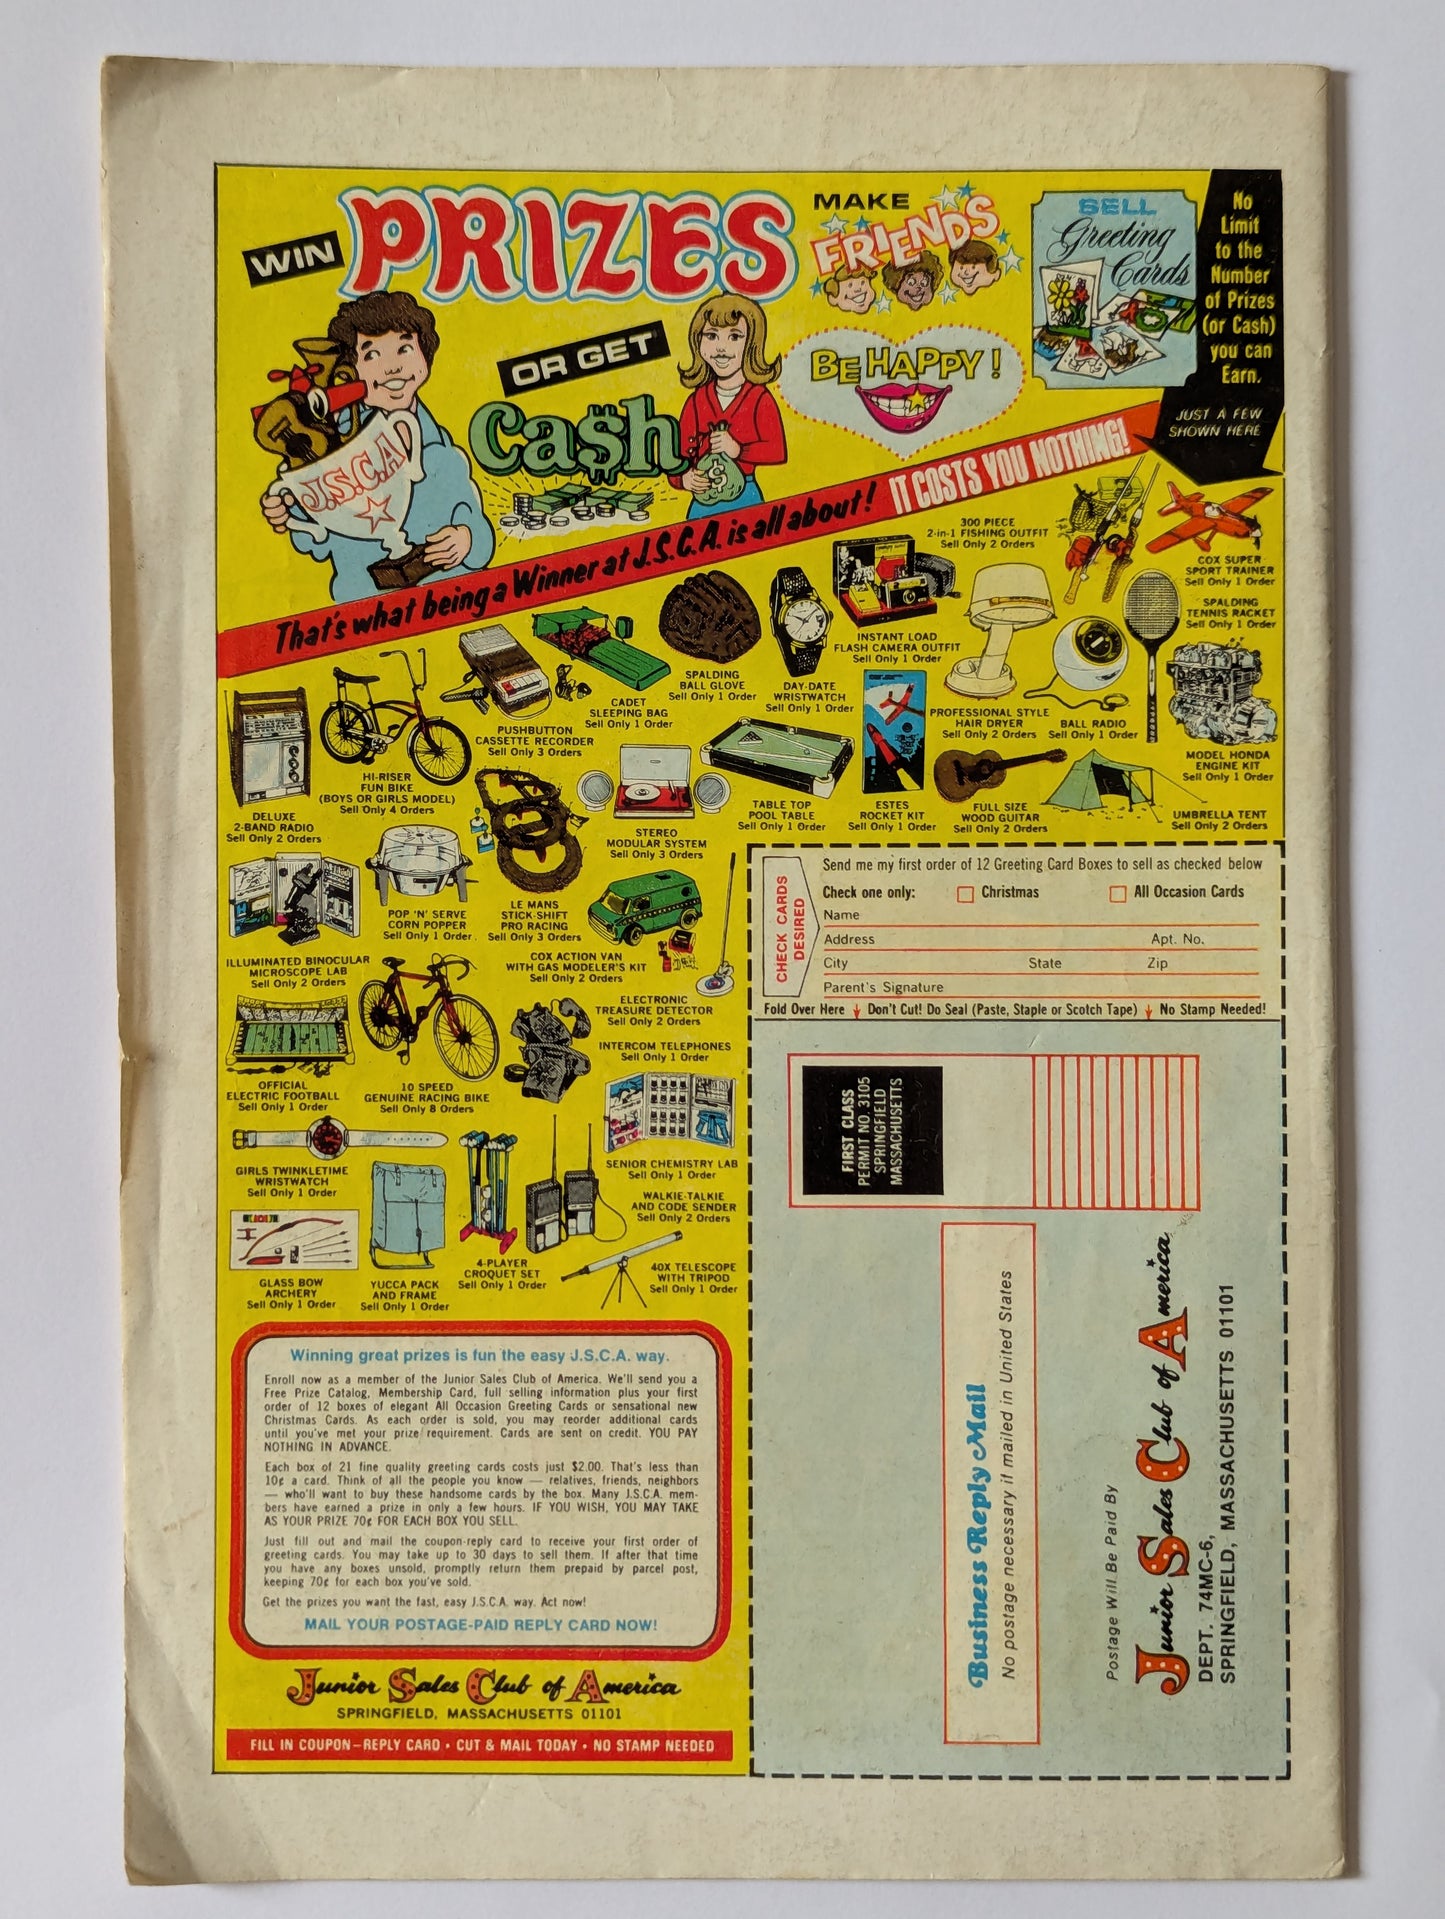 WIN
PRIZES
OR GET
Ca$h
J.S.C.A.
$
MAKE
FRIENDS
BE HAPPY!
SELL
Greeting
Cards
No
Limit
to the
Number
of Prizes
(or Cash)
you can
Earn.
JUST A FEW
SHOWN HERE
That's what being a Winner at J.S.C.A. is all about! IT COSTS YOU NOTHING!
300 PIECE
2-in-1 FISHING OUTFIT
Sell Only 2 Orders
COX SUPER
SPORT TRAINER
Sell Only 1 Order
SPALDING
TENNIS RACKET
Sell Only 1 Order
INSTANT LOAD
FLASH CAMERA OUTFIT
Sell Only 1 Order
SPALDING
BALL GLOVE
Sell Only 1 Order
DAY-DATE
WRISTWATCH
Sell Only 1 Order
CADET
SLEEPING BAG
Sell Only 1 Order
PROFESSIONAL STYLE
HAIR DRYER
Sell Only 2 Orders
BALL RADIO
Sell Only 1 Order
PUSHBUTTON
CASSETTE RECORDER
Sell Only 3 Orders
MODEL HONDA
ENGINE KIT
Sell Only 1 Order
HI-RISER
FUN BIKE
(BOYS OR GIRLS MODEL)
Sell Only 4 Orders
DELUXE
2-BAND RADIO
Sell Only 2 Orders
STEREO
MODULAR SYSTEM
Sell Only 3 Orders
TABLE TOP
POOL TABLE
Sell Only 1 Order
ESTES
ROCKET KIT
Sell Only 1 Order
FULL SIZE
WOOD GUITAR
Sell Only 2 Orders
UMBRELLA TENT
Sell Only 2 Orders
POP 'N' SERVE
CORN POPPER
Sell Only 1 Order
LE MANS
STICK-SHIFT
PRO RACING
Sell Only 3 Orders
ILLUMINATED BINOCULAR
MICROSCOPE LAB
Sell Only 2 Orders
COX ACTION VAN
WITH GAS MODELER'S KIT
Sell Only 2 Orders
ELECTRONIC
TREASURE DETECTOR
Sell Only 2 Orders
INTERCOM TELEPHONES
Sell Only 1 Order
OFFICIAL
ELECTRIC FOOTBALL
Sell Only 1 Order
10 SPEED
GENUINE RACING BIKE
Sell Only 8 Orders
GIRLS TWINKLETIME
WRISTWATCH
Sell Only 1 Order
SENIOR CHEMISTRY LAB
Sell Only 1 Order
WALKIE-TALKIE
AND CODE SENDER
Sell Only 2 Orders
GLASS BOW
ARCHERY
Sell Only 1 Order
YUCCA PACK
AND FRAME
Sell Only 1 Order
4-PLAYER
CROQUET SET
Sell Only 1 Order
40X TELESCOPE
WITH TRIPOD
Sell Only 1 Order
Winning great prizes is fun the easy J.S.C.A. way.
Enroll now as a member of the Junior Sales Club of America. We'll send you a
Free Prize Catalog, Membership Card, full selling information plus your first
order of 12 boxes of elegant All Occasion Greeting Cards or sensational new
Christmas Cards. As each order is sold, you may reorder additional cards
until you've met your prize requirement. Cards are sent on credit. YOU PAY
NOTHING IN ADVANCE.
Each box of 21 fine quality greeting cards costs just $2.00. That's less than
10¢ a card. Think of all the people you know — relatives, friends, neighbors
— who'll want to buy these handsome cards by the box. Many J.S.C.A. mem-
bers have earned a prize in only a few hours. IF YOU WISH, YOU MAY TAKE
AS YOUR PRIZE 70¢ FOR EACH BOX YOU SELL.
Just fill out and mail the coupon-reply card to receive your first order of
greeting cards. You may take up to 30 days to sell them. If after that time
you have any boxes unsold, promptly return them prepaid by parcel post,
keeping 70¢ for each box you've sold.
Get the prizes you want the fast, easy J.S.C.A. way. Act now!
MAIL YOUR POSTAGE-PAID REPLY CARD NOW!
Junior Sales Club of America
SPRINGFIELD, MASSACHUSETTS 01101
FILL IN COUPON–REPLY CARD • CUT & MAIL TODAY • NO STAMP NEEDED
CHECK CARDS
DESIRED
Send me my first order of 12 Greeting Card Boxes to sell as checked below
Check one only: Christmas All Occasion Cards
Name
Address Apt. No.
City State Zip
Parent's Signature
Fold Over Here Don't Cut! Do Seal (Paste, Staple or Scotch Tape) No Stamp Needed!
FIRST CLASS
PERMIT NO. 3105
SPRINGFIELD
MASSACHUSETTS
Business Reply Mail
No postage necessary if mailed in United States
Postage Will Be Paid By
Junior Sales Club of America
DEPT. 74MC-6,
SPRINGFIELD, MASSACHUSETTS 01101